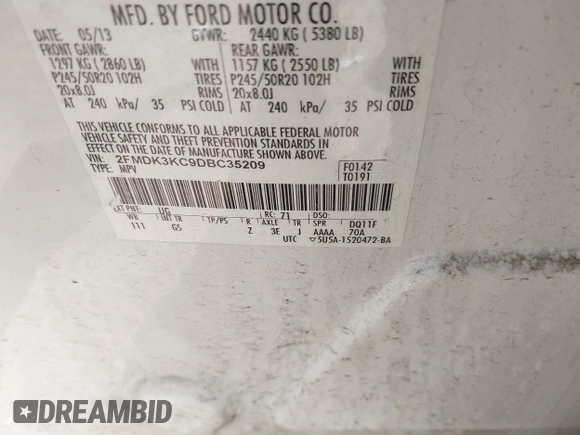 MFD. BY FORD MOTOR CO.
DATE: 05/13 GVWR: 2440 KG ( 5380 LB)
FRONT GAWR: REAR GAWR:
1297 KG (2860 LB) WITH 1157 KG (2550 LB) WITH
P245/50R20 102H TIRES P245/50R20 102H TIRES
20x8.0J RIMS 20x8.0J RIMS
AT 240 kPa/ 35 PSI COLD AT 240 kPa/ 35 PSI COLD
THIS VEHICLE CONFORMS TO ALL APPLICABLE FEDERAL MOTOR
VEHICLE SAFETY AND THEFT PREVENTION STANDARDS IN
EFFECT ON THE DATE OF MANUFACTURE SHOWN ABOVE.
VIN: 2FMDK3KC9DBC35209 F0142
TYPE: MPV T0191
EXT PNT: UG RC: 71 DSO:
WB INT TR TP/PS R AXLE TR SPR DQ11F
111 GS Z 3E J AAAA 70A
UTC ▽5U5A-1520472-BA
DREAMBID